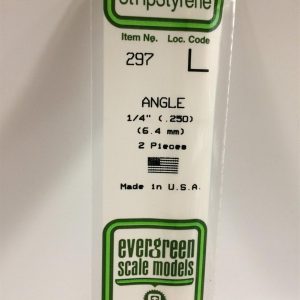 Item No. Loc. Code
297 L
ANGLE
1/4" (.250)
(6.4 mm)
2 Pieces
Made in U.S.A.
evergreen
scale models